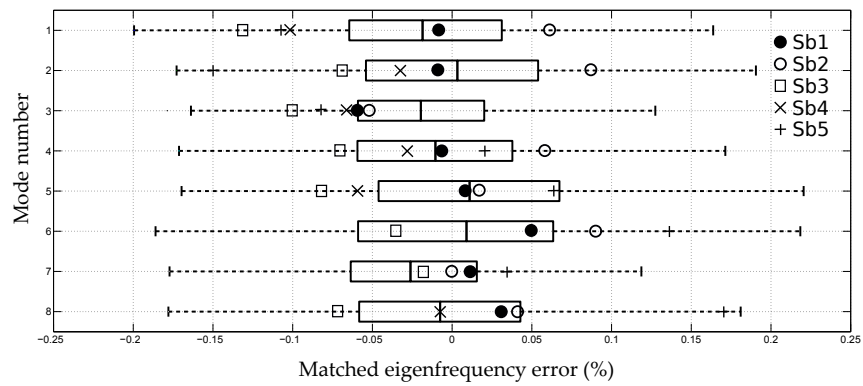 1
2
3
4
5
6
7
8
Mode number
Sb1
Sb2
Sb3
Sb4
Sb5
−0.25 −0.2 −0.15 −0.1 −0.05 0 0.05 0.1 0.15 0.2 0.25
Matched eigenfrequency error (%)